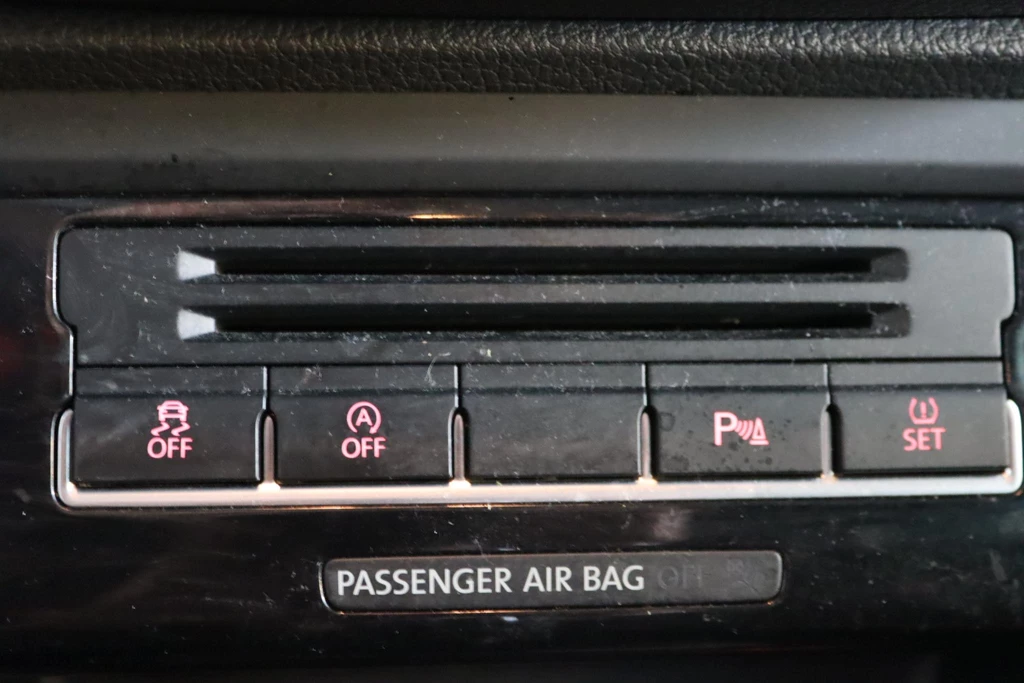 OFF
A
OFF
P
SET
PASSENGER AIR BAG OFF